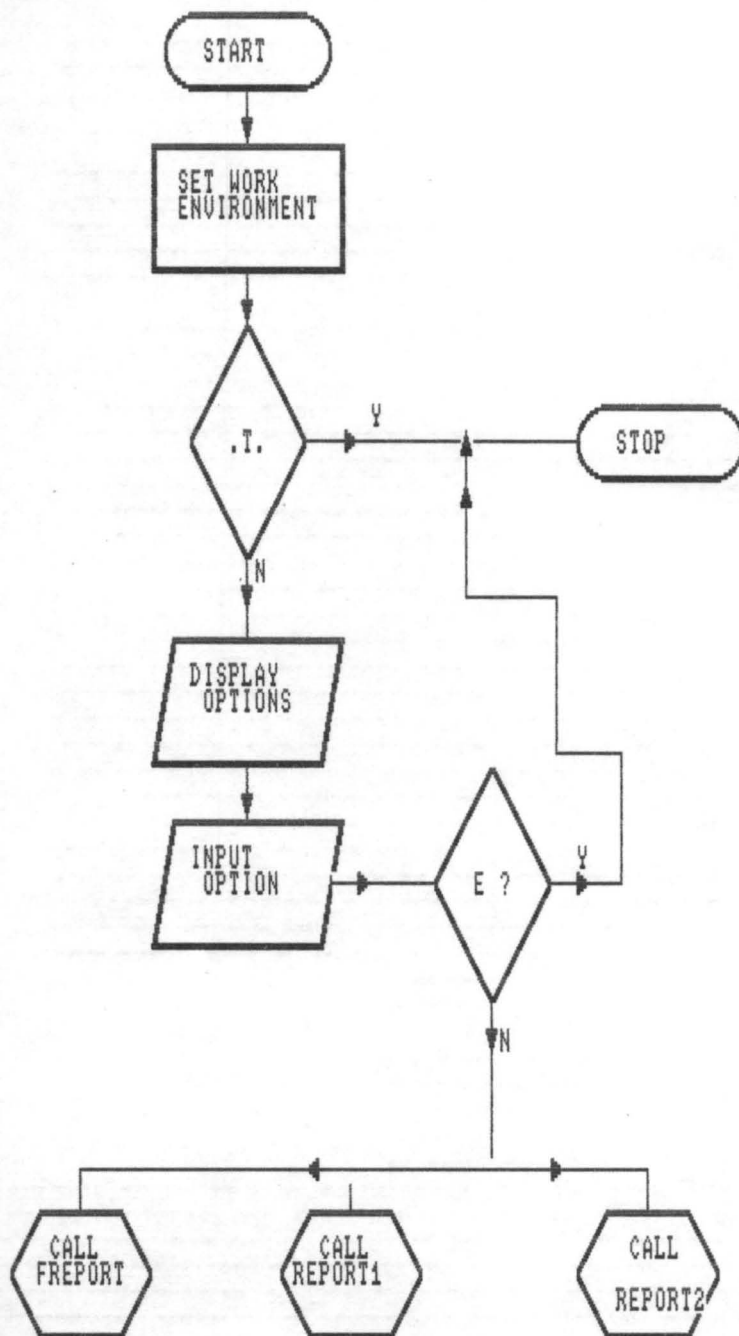 START
SET WORK
ENVIRONMENT
.T.
Y
STOP
N
DISPLAY
OPTIONS
INPUT
OPTION
E ?
Y
N
CALL
FREPORT
CALL
REPORT1
CALL
REPORT2